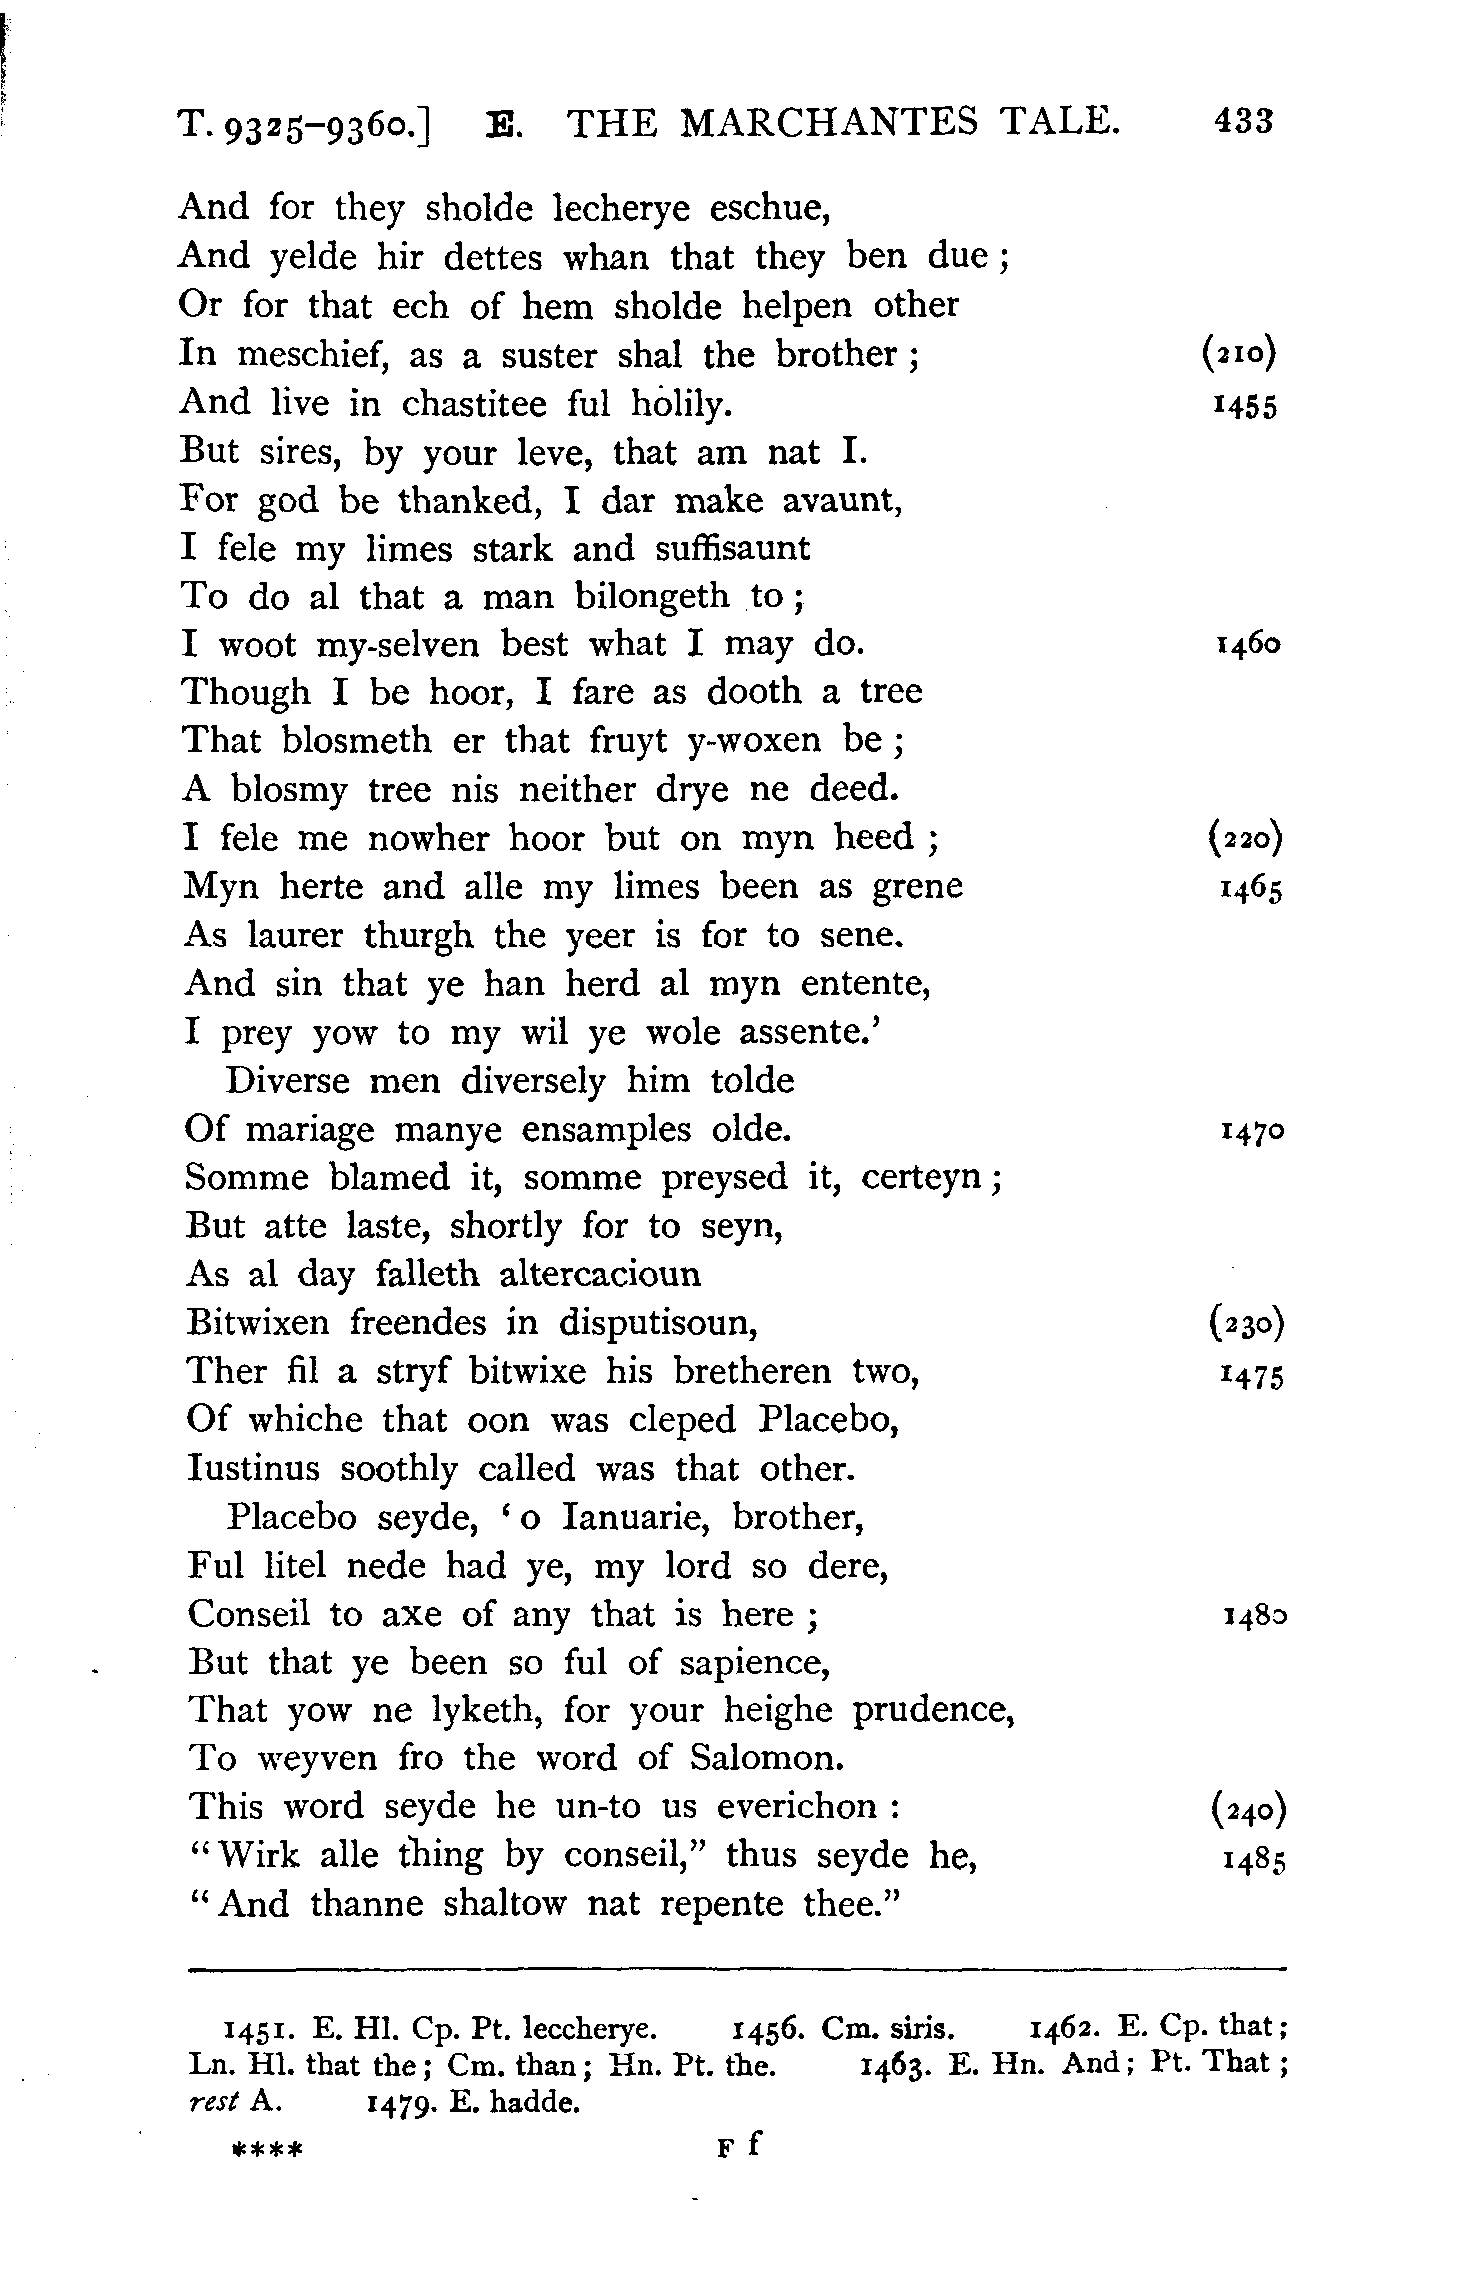 T. 9325–9360.] E. THE MARCHANTES TALE. 433
And for they sholde lecherye eschue,
And yelde hir dettes whan that they ben due ;
Or for that ech of hem sholde helpen other
In meschief, as a suster shal the brother ; (210)
And live in chastitee ful holily. 1455
But sires, by your leve, that am nat I.
For god be thanked, I dar make avaunt,
I fele my limes stark and suffisaunt
To do al that a man bilongeth to ;
I woot my-selven best what I may do. 1460
Though I be hoor, I fare as dooth a tree
That blosmeth er that fruyt y-woxen be ;
A blosmy tree nis neither drye ne deed.
I fele me nowher hoor but on myn heed ; (220)
Myn herte and alle my limes been as grene 1465
As laurer thurgh the yeer is for to sene.
And sin that ye han herd al myn entente,
I prey yow to my wil ye wole assente.’
Diverse men diversely him tolde
Of mariage manye ensamples olde. 1470
Somme blamed it, somme preysed it, certeyn ;
But atte laste, shortly for to seyn,
As al day falleth altercacioun
Bitwixen freendes in disputisoun, (230)
Ther fil a stryf bitwixe his bretheren two, 1475
Of whiche that oon was cleped Placebo,
Iustinus soothly called was that other.
Placebo seyde, ‘o Ianuarie, brother,
Ful litel nede had ye, my lord so dere,
Conseil to axe of any that is here ; 1480
But that ye been so ful of sapience,
That yow ne lyketh, for your heighe prudence,
To weyven fro the word of Salomon.
This word seyde he un-to us everichon : (240)
“Wirk alle thing by conseil,” thus seyde he, 1485
“And thanne shaltow nat repente thee.”
1451. E. Hl. Cp. Pt. leccherye. 1456. Cm. siris. 1462. E. Cp. that ;
Ln. Hl. that the ; Cm. than ; Hn. Pt. the. 1463. E. Hn. And ; Pt. That ;
rest A. 1479. E. hadde.
**** F f